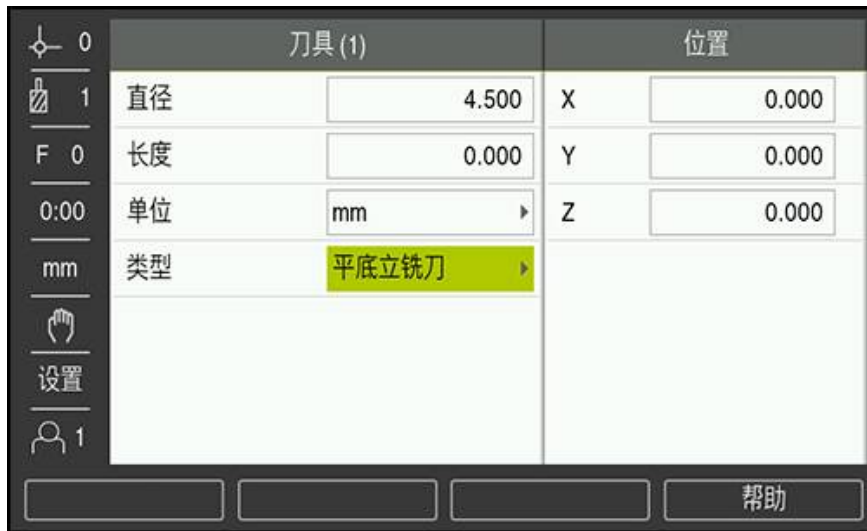 0 刀具 (1) 位置
1 直径 4.500 X 0.000
F 0 长度 0.000 Y 0.000
0:00 单位 mm Z 0.000
mm 类型 平底立铣刀
设置
1
帮助